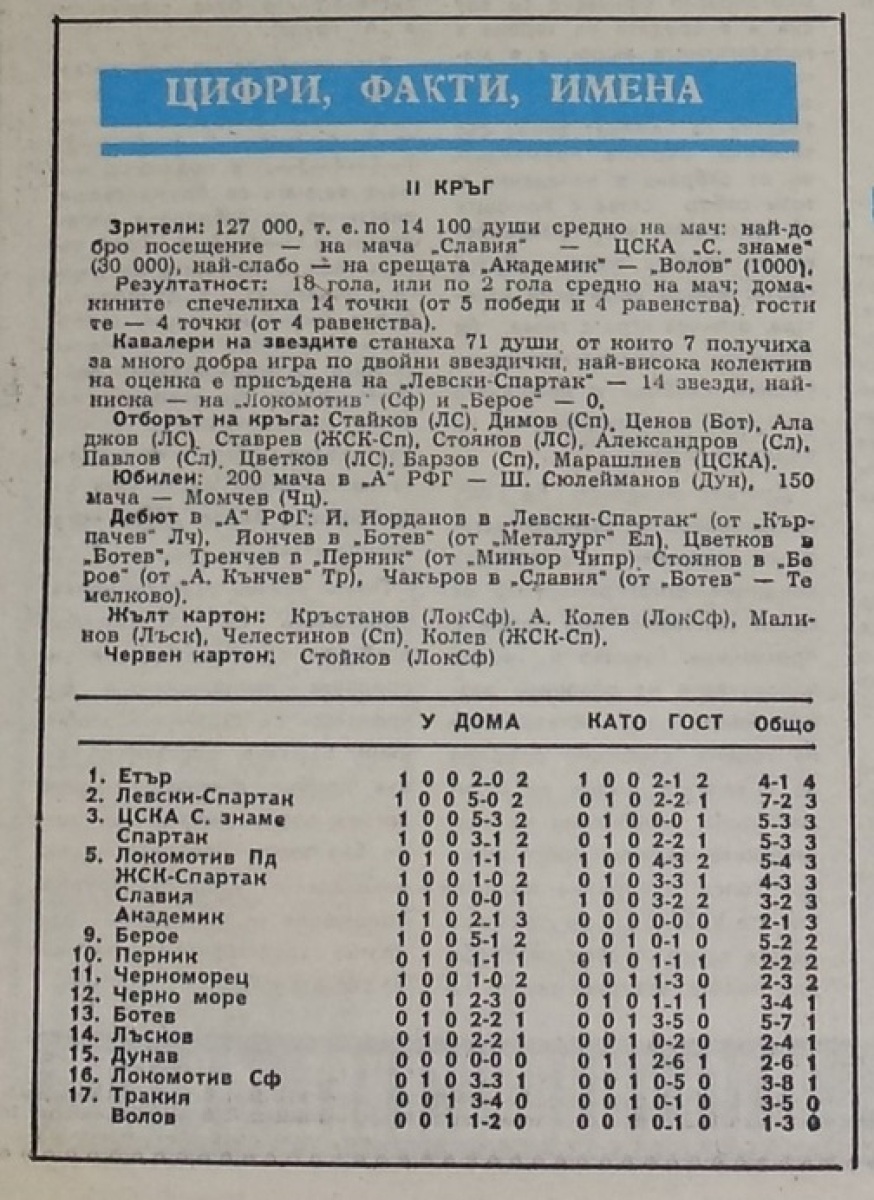 ЦИФРИ, ФАКТИ, ИМЕНА
II КРЪГ
Зрители: 127 000, т. е. по 14 100 души средно на мач: най-до
бро посещение — на мача „Славия“ — ЦСКА „С. знаме“
(30 000), най-слабо — на срещата „Академик“ — „Волов“ (1000).
Резултатност: 18 гола, или по 2 гола средно на мач; дома-
кините спечелиха 14 точки (от 5 победи и 4 равенства) гости
те — 4 точки (от 4 равенства).
Кавалери на звездите станаха 71 души от които 7 получиха
за много добра игра по двойни звездички, най-висока колектив
на оценка е присъдена на „Левски-Спартак“ — 14 звезди, най-
ниска — на „Локомотив“ (Сф) и „Берое“ — 0.
Отборът на кръга: Стайков (ЛС), Димов (Сп), Ценов (Бот), Ала
джов (ЛС), Ставрев (ЖСК-Сп), Стоянов (ЛС), Александров (Сл),
Павлов (Сл), Цветков (ЛС), Барзов (Сп), Марашлиев (ЦСКА).
Юбилеи: 200 мача в „А“ РФГ — Ш. Сюлейманов (Дун), 150
мача — Момчев (Чц).
Дебют в „А“ РФГ: И. Йорданов в „Левски-Спартак“ (от „Кър-
пачев“ Лч), Йончев в „Ботев“ (от „Металург“ Ел), Цветков в
„Ботев“, Тренчев в „Перник“ (от „Миньор Чипр) Стоянов в „Бе
рое“ (от „А. Кънчев“ Тр), Чакъров в „Славия“ (от „Ботев“ — Те
мелково).
Жълт картон: Кръстанов (ЛокСф), А. Колев (ЛокСф), Мали-
нов (Лъск), Челестинов (Сп), Колев (ЖСК-Сп).
Червен картон: Стойков (ЛокСф)
У ДОМА КАТО ГОСТ Общо
1. Етър 1 0 0 2-0 2 1 0 0 2-1 2 4-1 4
2. Левски-Спартак 1 0 0 5-0 2 0 1 0 2-2 1 7-2 3
3. ЦСКА С. знаме 1 0 0 5-3 2 0 1 0 0-0 1 5-3 3
Спартак 1 0 0 3-1 2 0 1 0 2-2 1 5-3 3
5. Локомотив Пд 0 1 0 1-1 1 1 0 0 4-3 2 5-4 3
ЖСК-Спартак 1 0 0 1-0 2 0 1 0 3-3 1 4-3 3
Славия 0 1 0 0-0 1 1 0 0 3-2 2 3-2 3
Академик 1 1 0 2-1 3 0 0 0 0-0 0 2-1 3
9. Берое 1 0 0 5-1 2 0 0 1 0-1 0 5-2 2
10. Перник 0 1 0 1-1 1 0 1 0 1-1 1 2-2 2
11. Черноморец 1 0 0 1-0 2 0 0 1 1-3 0 2-3 2
12. Черно море 0 0 1 2-3 0 0 1 0 1-1 1 3-4 1
13. Ботев 0 1 0 2-2 1 0 0 1 3-5 0 5-7 1
14. Лъсков 0 1 0 2-2 1 0 0 1 0-2 0 2-4 1
15. Дунав 0 0 0 0-0 0 0 1 1 2-6 1 2-6 1
16. Локомотив Сф 0 1 0 3-3 1 0 0 1 0-5 0 3-8 1
17. Тракия 0 0 1 3-4 0 0 0 1 0-1 0 3-5 0
Волов 0 0 1 1-2 0 0 0 1 0-1 0 1-3 0